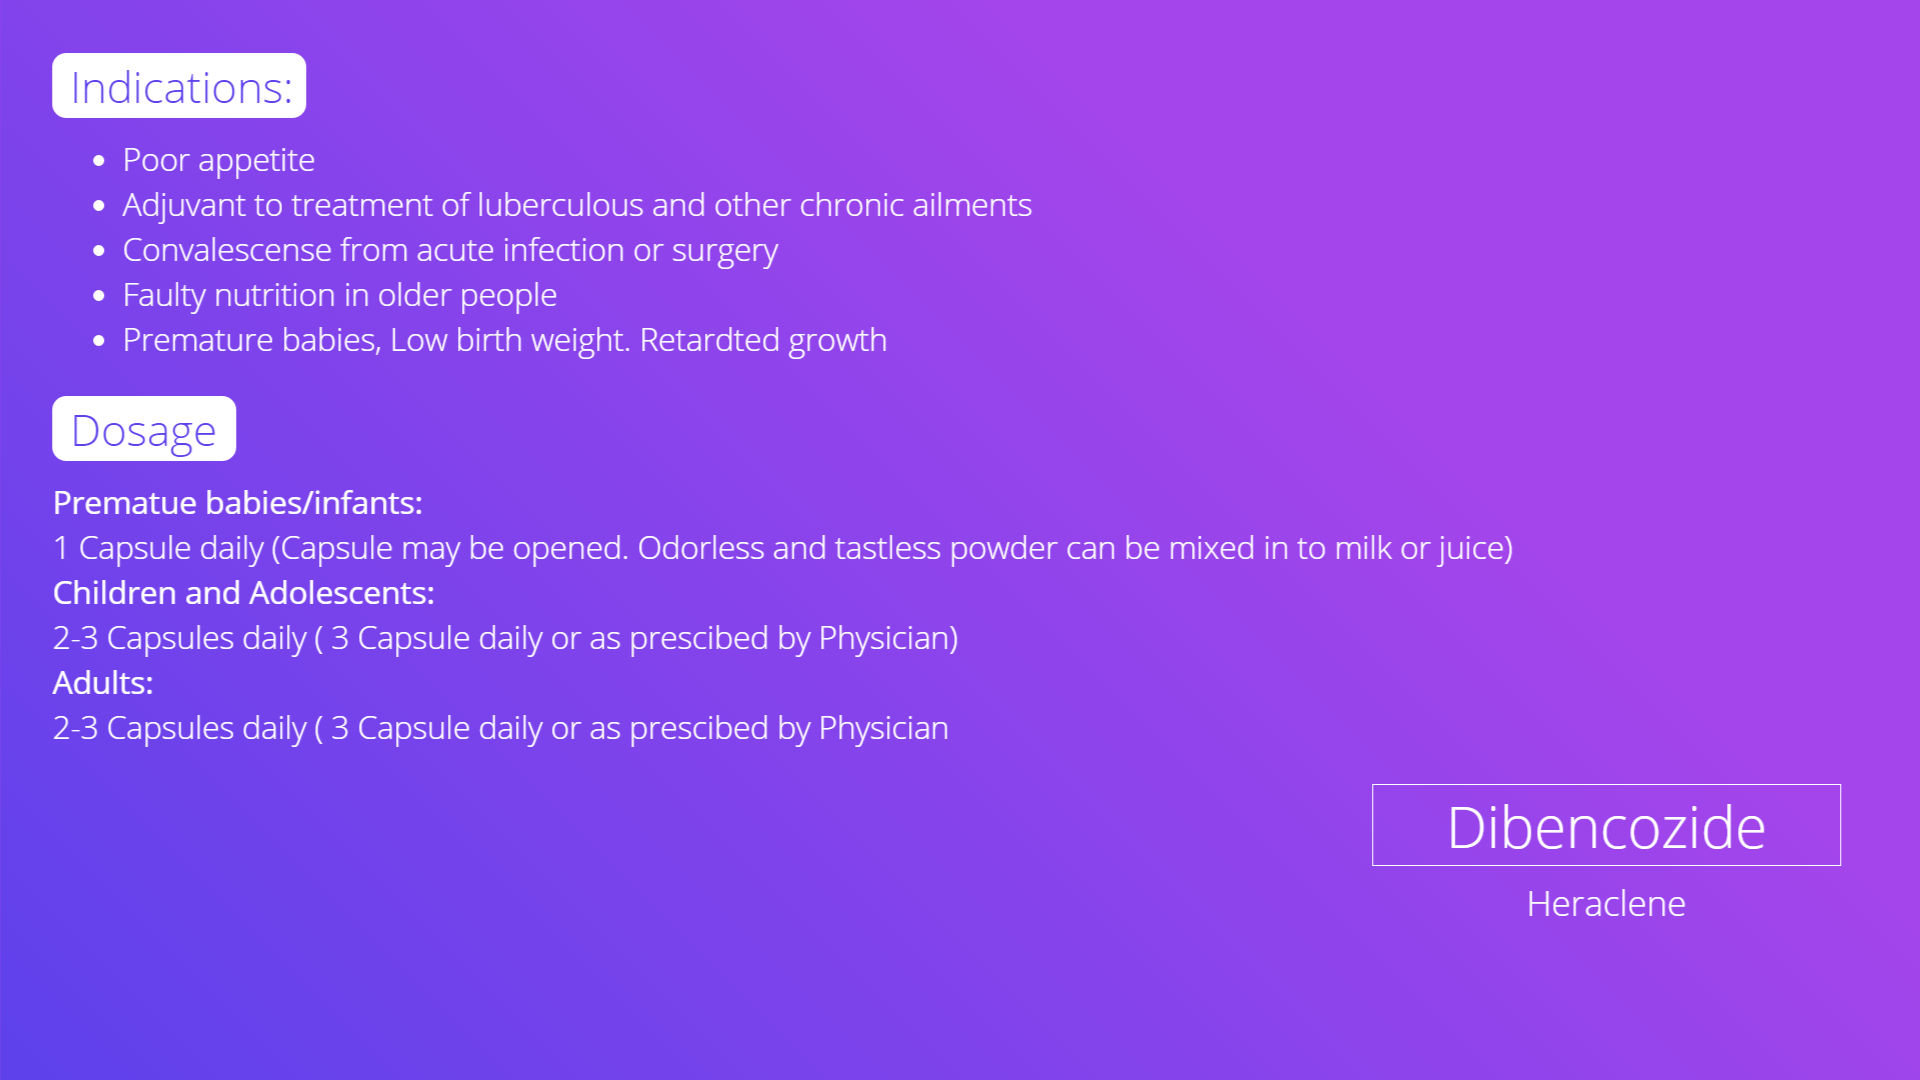 Indications:
• Poor appetite
• Adjuvant to treatment of luberculous and other chronic ailments
• Convalescense from acute infection or surgery
• Faulty nutrition in older people
• Premature babies, Low birth weight. Retardted growth
Dosage
Prematue babies/infants:
1 Capsule daily (Capsule may be opened. Odorless and tastless powder can be mixed in to milk or juice)
Children and Adolescents:
2-3 Capsules daily ( 3 Capsule daily or as prescibed by Physician)
Adults:
2-3 Capsules daily ( 3 Capsule daily or as prescibed by Physician
Dibencozide
Heraclene